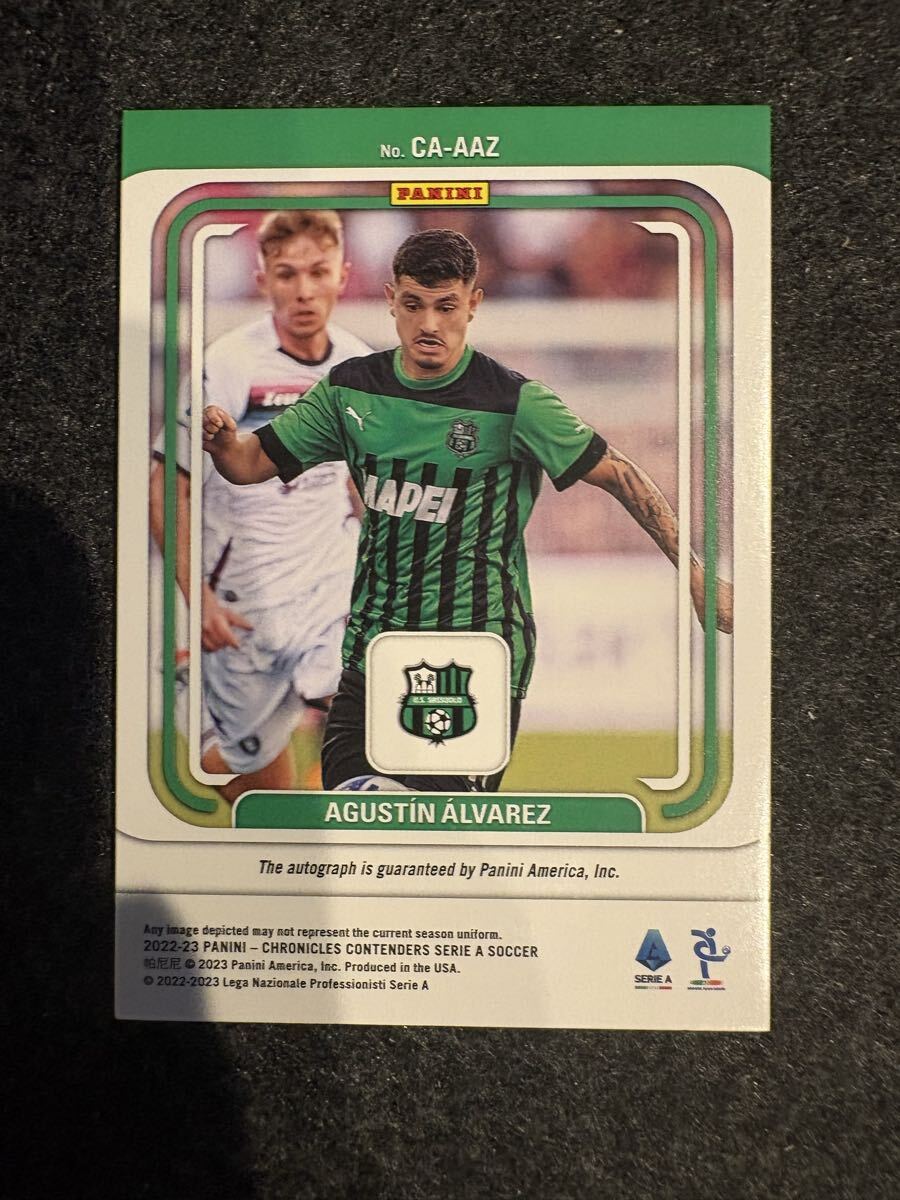 No. CA-AAZ
PANINI
MAPEI
U.S. SASSUOLO
AGUSTÍN ÁLVAREZ
The autograph is guaranteed by Panini America, Inc.
Any image depicted may not represent the current season uniform.
2022-23 PANINI – CHRONICLES CONTENDERS SERIE A SOCCER
帕尼尼 © 2023 Panini America, Inc. Produced in the USA.
© 2022-2023 Lega Nazionale Professionisti Serie A
SERIE A